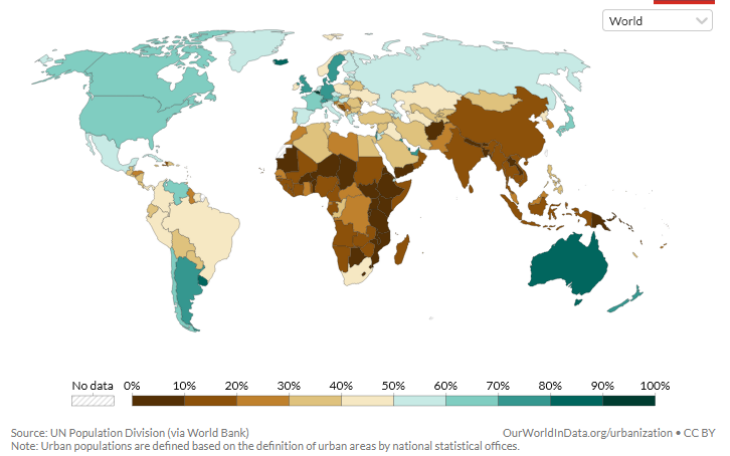 World
No data 0% 10% 20% 30% 40% 50% 60% 70% 80% 90% 100%
Source: UN Population Division (via World Bank) OurWorldInData.org/urbanization • CC BY
Note: Urban populations are defined based on the definition of urban areas by national statistical offices.